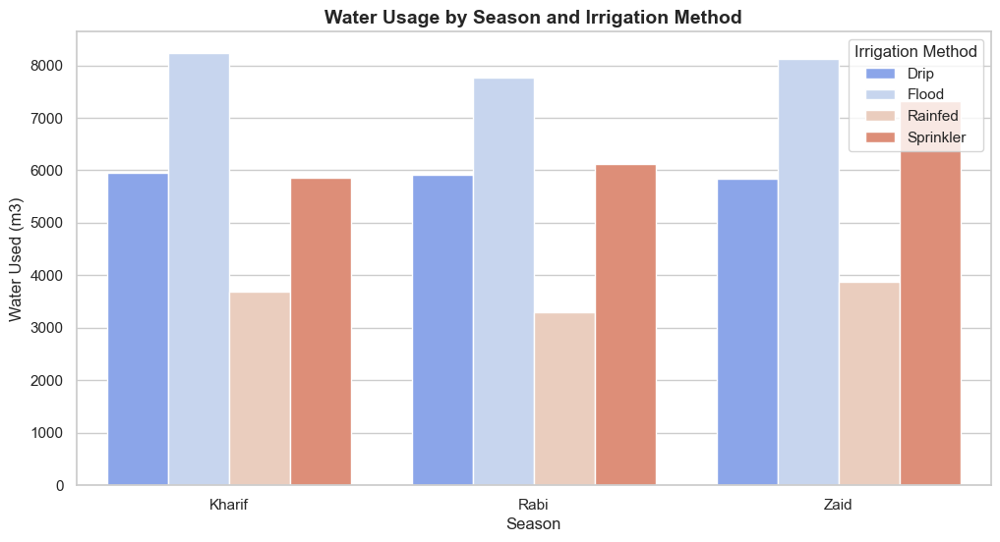 Water Usage by Season and Irrigation Method
Irrigation Method
Drip
Flood
Rainfed
Sprinkler
Water Used (m3)
8000
7000
6000
5000
4000
3000
2000
1000
0
Kharif Rabi Zaid
Season